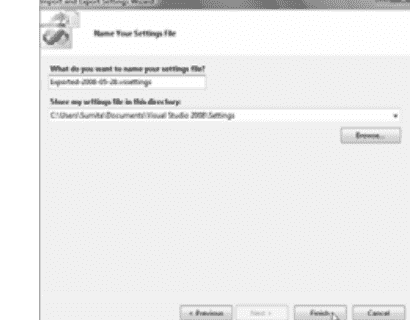 Import and Export Settings Wizard
Name Your Settings File
What do you want to name your settings file?
Exported-2008-05-28.vssettings
Store my settings file in this directory:
C:\Users\Sumita\Documents\Visual Studio 2008\Settings
Browse...
< Previous
Next >
Finish
Cancel